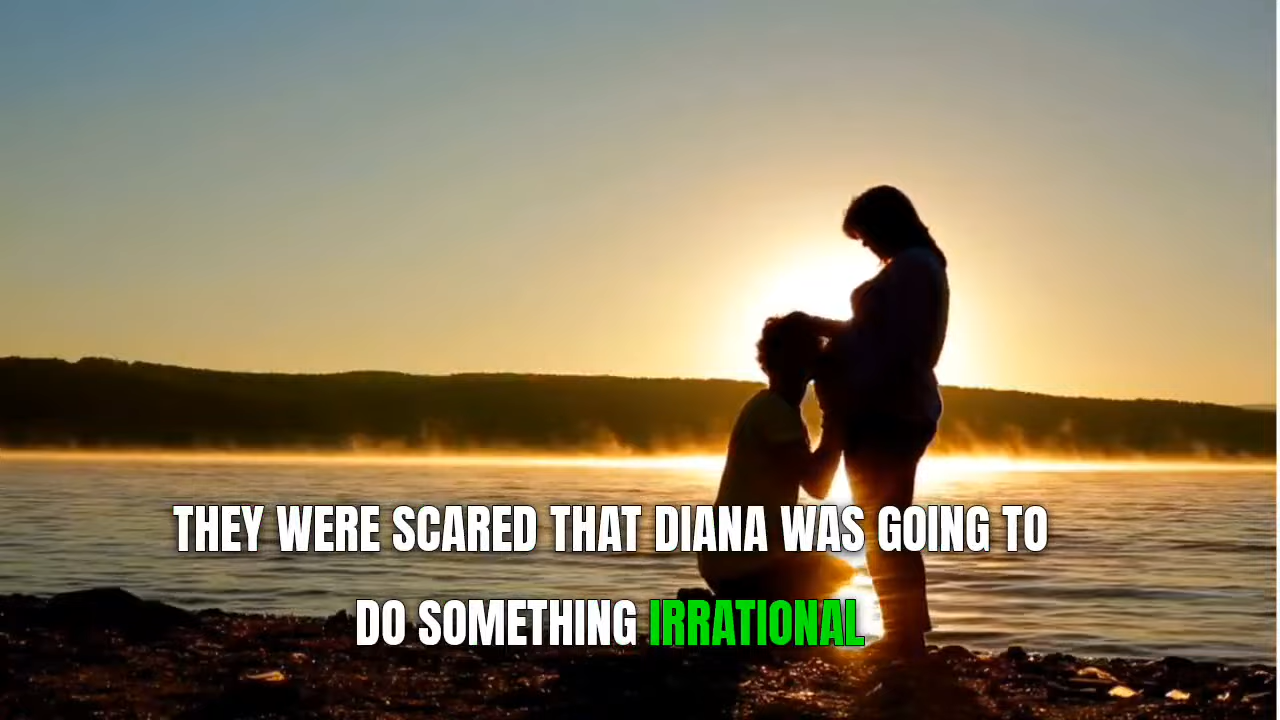 THEY WERE SCARED THAT DIANA WAS GOING TO
DO SOMETHING IRRATIONAL